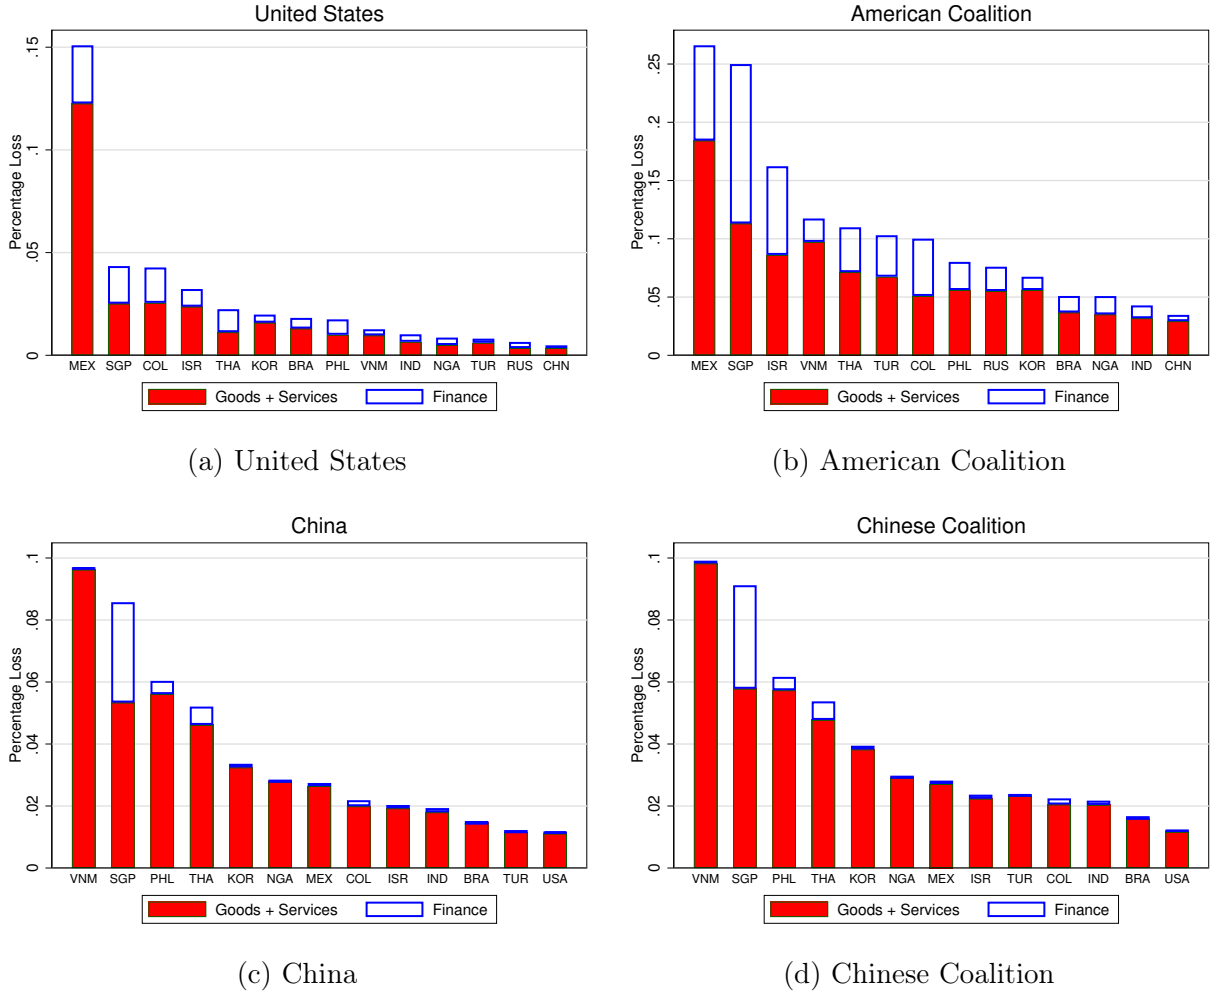 United States
Percentage Loss
.15
.1
.05
0
MEX SGP COL ISR THA KOR BRA PHL VNM IND NGA TUR RUS CHN
Goods + Services Finance
(a) United States
American Coalition
Percentage Loss
.25
.2
.15
.1
.05
0
MEX SGP ISR VNM THA TUR COL PHL RUS KOR BRA NGA IND CHN
Goods + Services Finance
(b) American Coalition
China
Percentage Loss
.1
.08
.06
.04
.02
0
VNM SGP PHL THA KOR NGA MEX COL ISR IND BRA TUR USA
Goods + Services Finance
(c) China
Chinese Coalition
Percentage Loss
.1
.08
.06
.04
.02
0
VNM SGP PHL THA KOR NGA MEX ISR TUR COL IND BRA USA
Goods + Services Finance
(d) Chinese Coalition